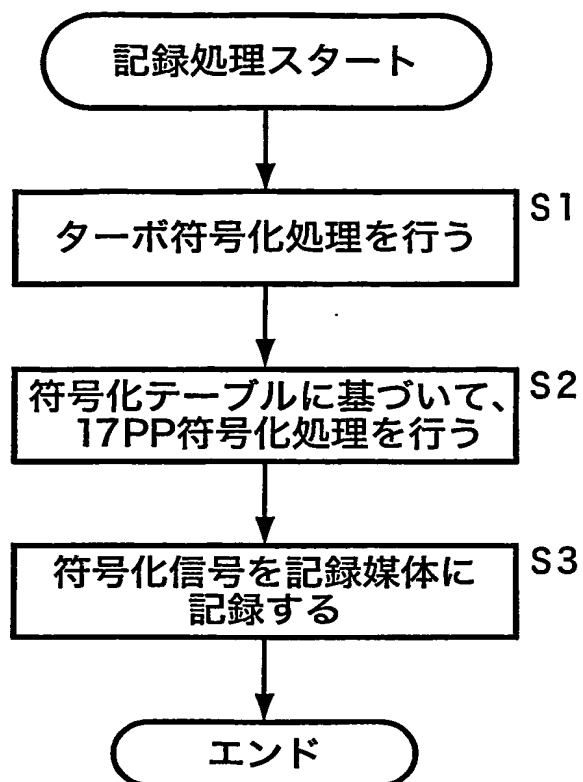 記録処理スタート
ターボ符号化処理を行う
S1
符号化テーブルに基づいて、
17PP符号化処理を行う
S2
符号化信号を記録媒体に
記録する
S3
エンド